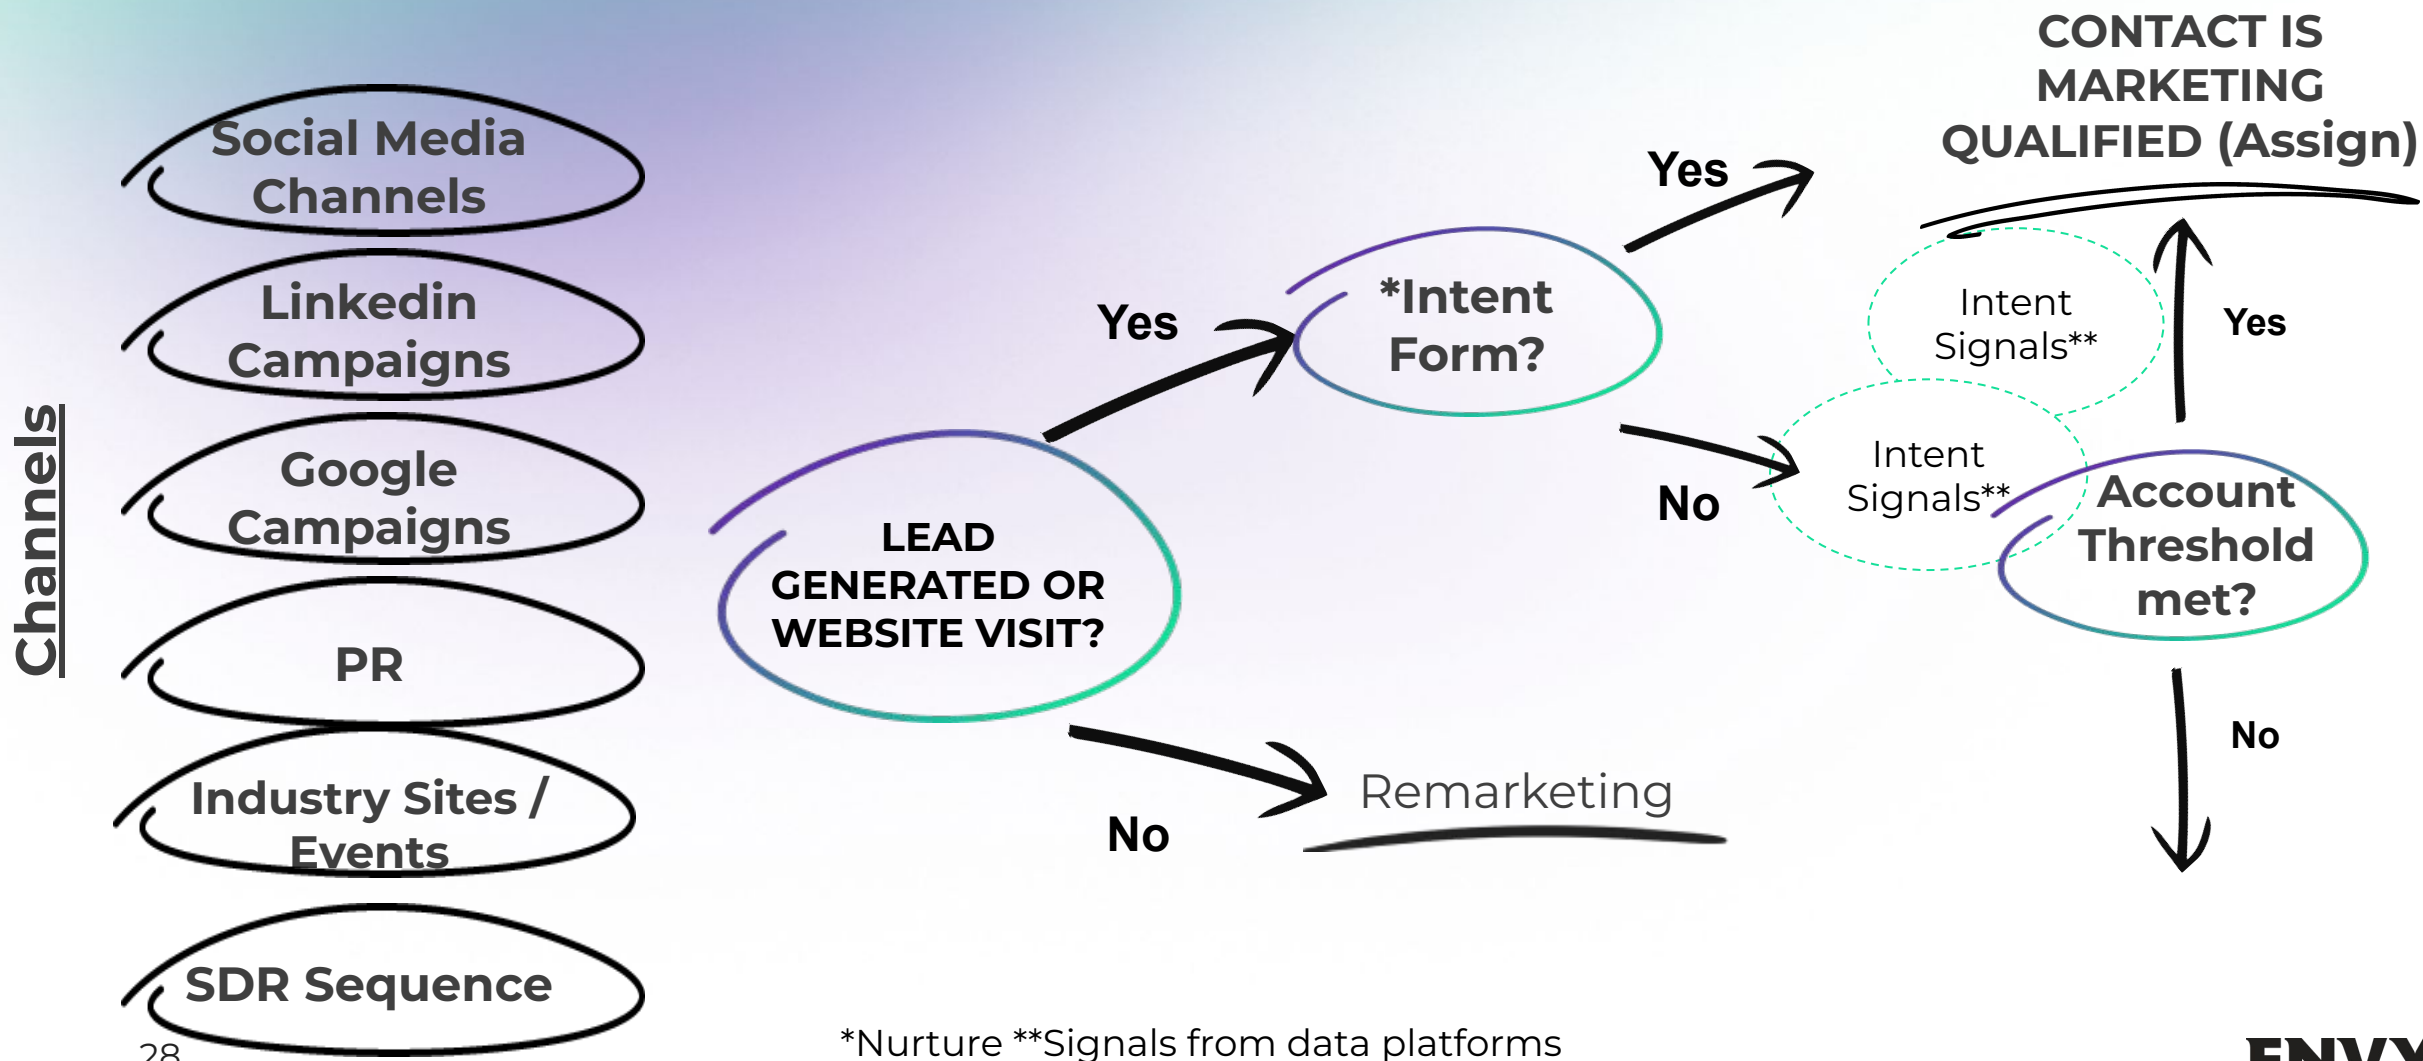 Channels
Social Media
Channels
Linkedin
Campaigns
Google
Campaigns
PR
Industry Sites /
Events
SDR Sequence
28
LEAD
GENERATED OR
WEBSITE VISIT?
Yes
No
*Intent
Form?
Remarketing
Yes
No
CONTACT IS
MARKETING
QUALIFIED (Assign)
Intent
Signals**
Intent
Signals**
Yes
Account
Threshold
met?
No
*Nurture **Signals from data platforms
ENVY